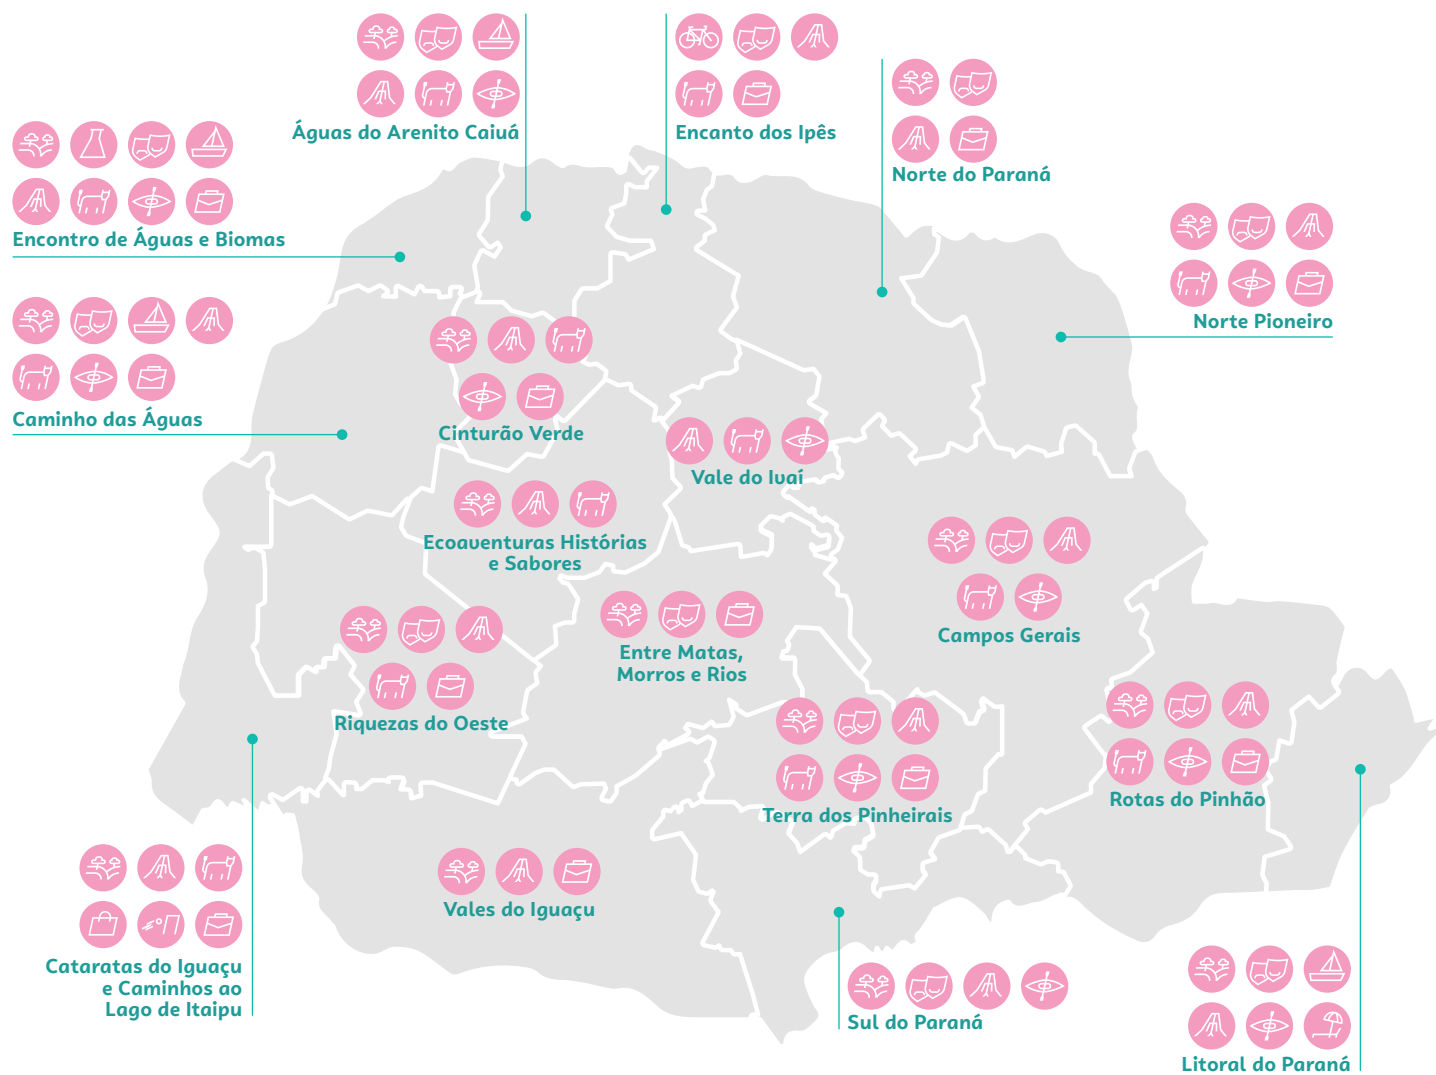 Águas do Arenito Caiuá
Encanto dos Ipês
Norte do Paraná
Encontro de Águas e Biomas
Norte Pioneiro
Caminho das Águas
Cinturão Verde
Vale do Ivaí
Ecoaventuras Histórias
e Sabores
Campos Gerais
Entre Matas,
Morros e Rios
Riquezas do Oeste
Rotas do Pinhão
Terra dos Pinheirais
Vales do Iguaçu
Cataratas do Iguaçu
e Caminhos ao
Lago de Itaipu
Sul do Paraná
Litoral do Paraná